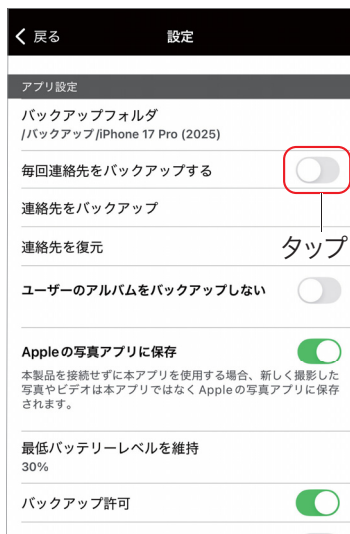 戻る
設定
アプリ設定
バックアップフォルダ
/バックアップ/iPhone 17 Pro (2025)
毎回連絡先をバックアップする
連絡先をバックアップ
連絡先を復元
タップ
ユーザーのアルバムをバックアップしない
Appleの写真アプリに保存
本製品を接続せずに本アプリを使用する場合、新しく撮影した
写真やビデオは本アプリではなくAppleの写真アプリに保存
されます。
最低バッテリーレベルを維持
30%
バックアップ許可